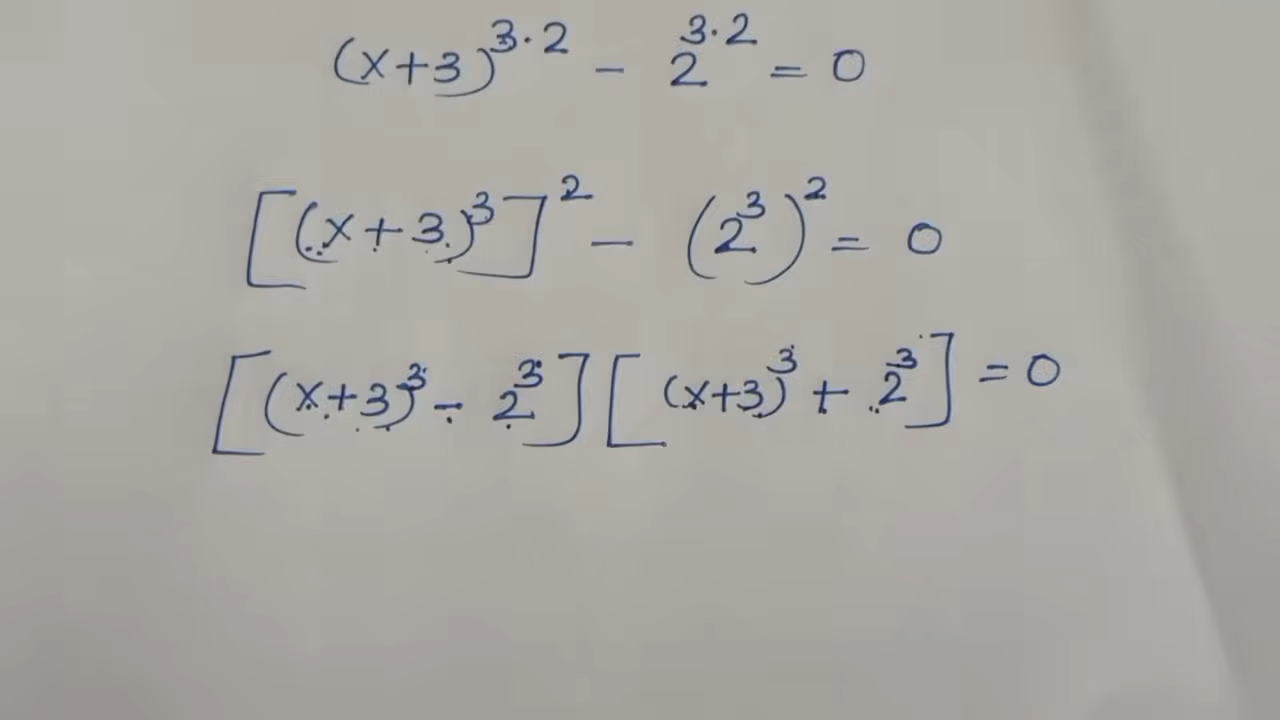 (x+3)^{3·2} - 2^{3·2} = 0
[(x+3)^3]^2 - (2^3)^2 = 0
[(x+3)^3 - 2^3][(x+3)^3 + 2^3] = 0